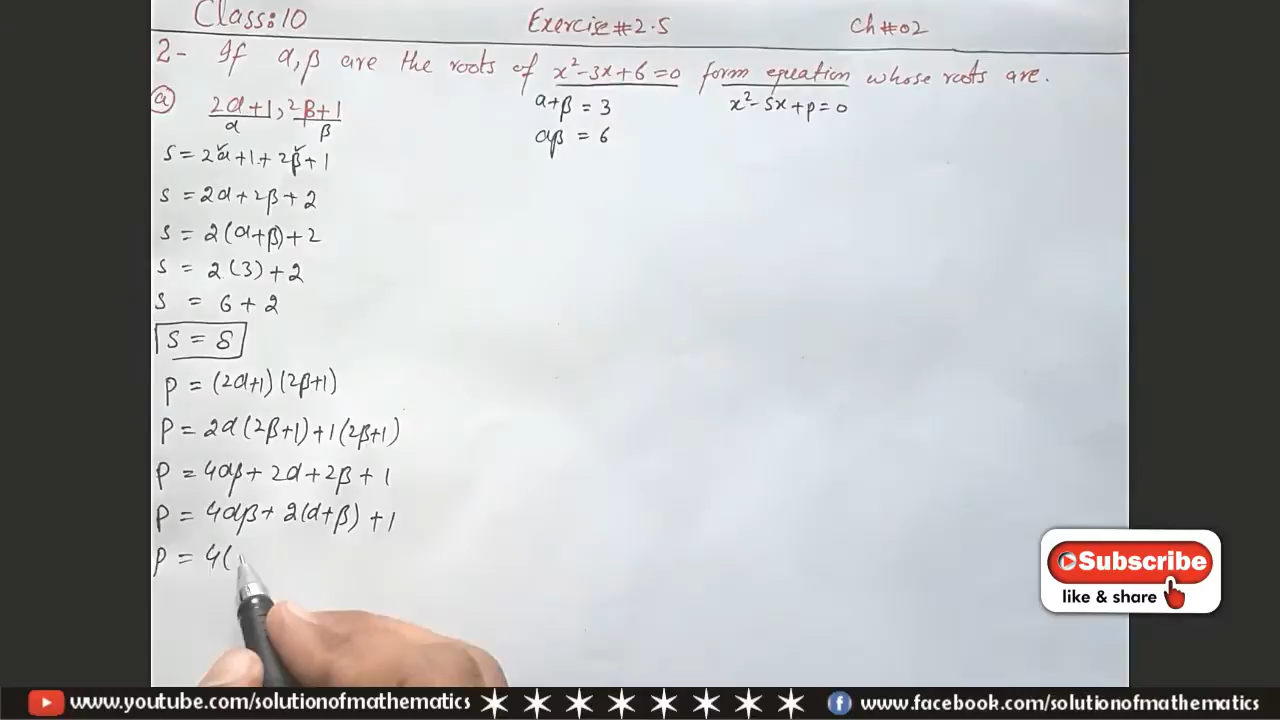 Class:10 Exercise#2.5 Ch#02
2- If α,β are the roots of x²-3x+6=0 form equation whose roots are.
ⓐ 2α+1, 2β+1
α β
α+β = 3
αβ = 6
x²-Sx+p=0
S = 2α+1+2β+1
S = 2α+2β+2
S = 2(α+β)+2
S = 2(3)+2
S = 6+2
S = 8
P = (2α+1)(2β+1)
P = 2α(2β+1)+1(2β+1)
P = 4αβ+2α+2β+1
P = 4αβ+2(α+β)+1
P = 4(
Subscribe
like & share
www.youtube.com/solutionofmathematics www.facebook.com/solutionofmathematics